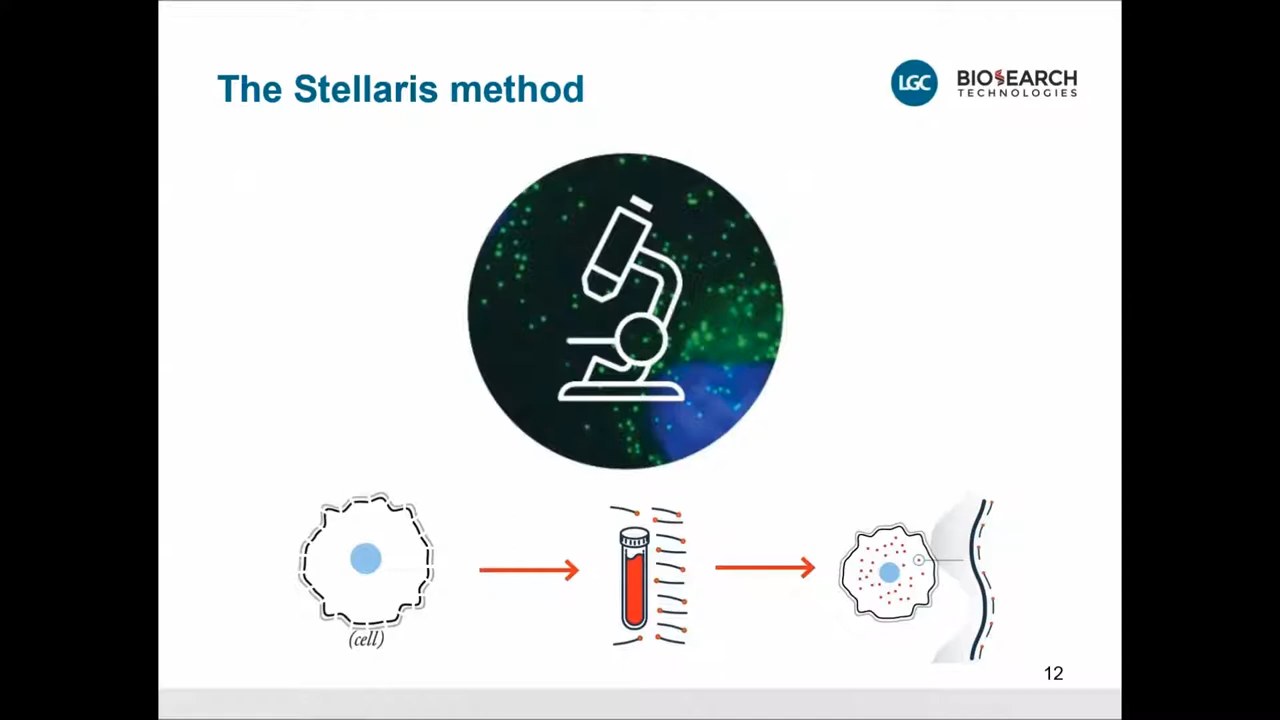 The Stellaris method
LGC
BIOSEARCH
TECHNOLOGIES
(cell)
12